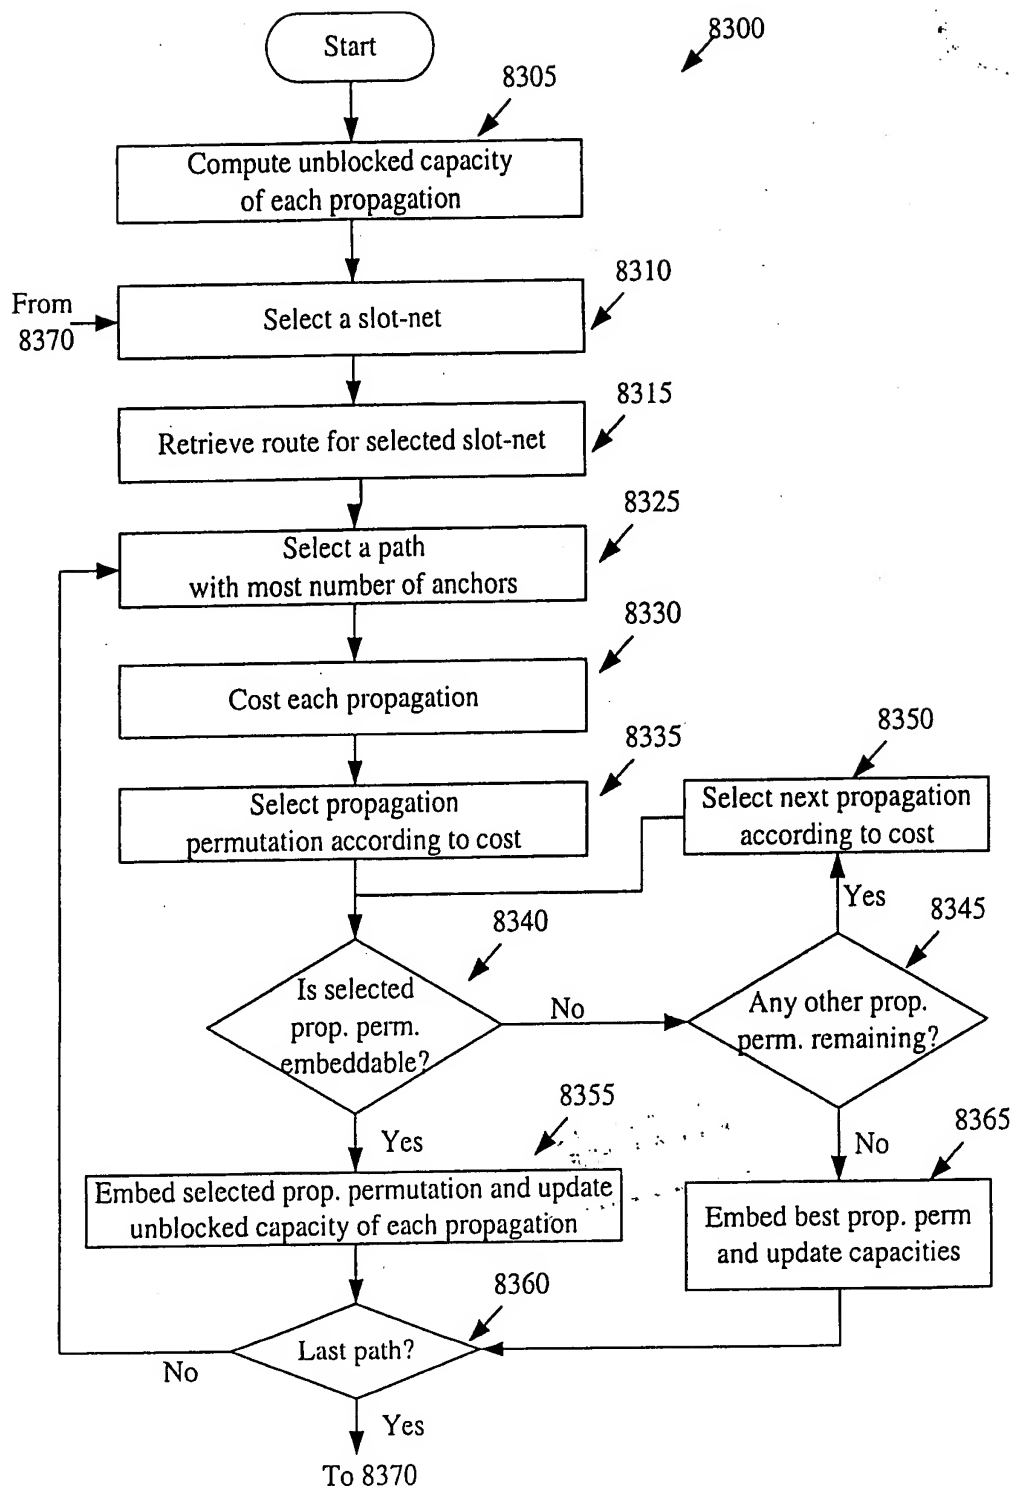 Start
8300
8305
Compute unblocked capacity
of each propagation
8310
From
8370
Select a slot-net
8315
Retrieve route for selected slot-net
8325
Select a path
with most number of anchors
8330
Cost each propagation
8335
Select propagation
permutation according to cost
8350
Select next propagation
according to cost
Yes
8345
8340
Is selected
prop. perm.
embeddable?
No
Any other prop.
perm. remaining?
8355
Yes
No
8365
Embed selected prop. permutation and update
unblocked capacity of each propagation
Embed best prop. perm
and update capacities
8360
Last path?
No
Yes
To 8370